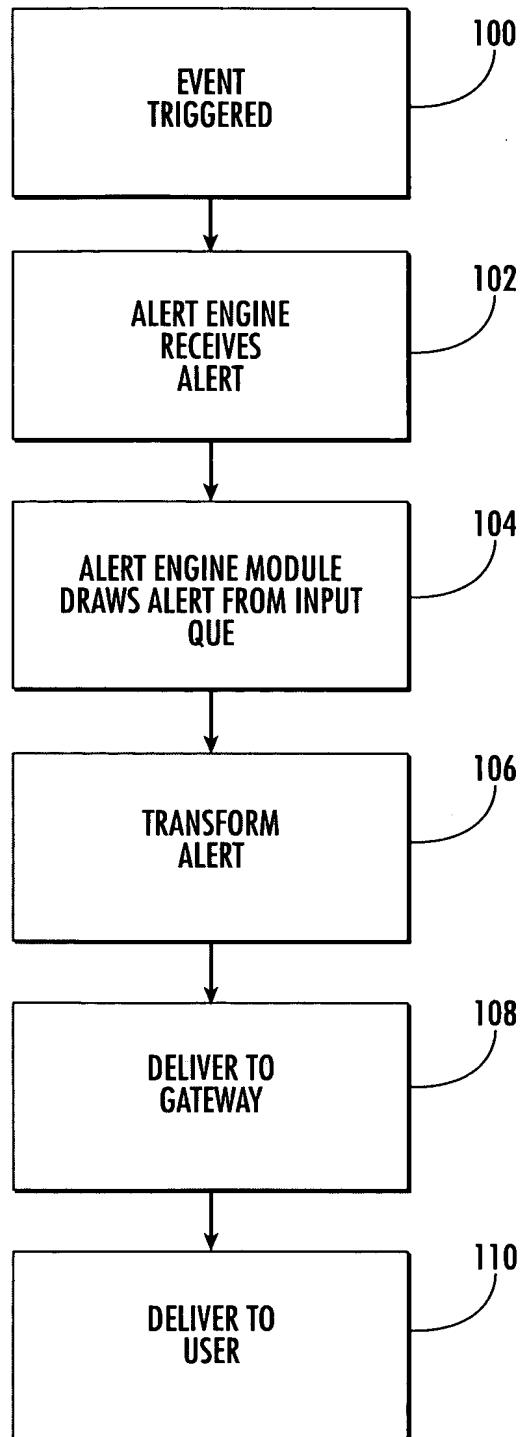 100
EVENT
TRIGGERED
102
ALERT ENGINE
RECEIVES
ALERT
104
ALERT ENGINE MODULE
DRAWS ALERT FROM INPUT
QUE
106
TRANSFORM
ALERT
108
DELIVER TO
GATEWAY
110
DELIVER TO
USER